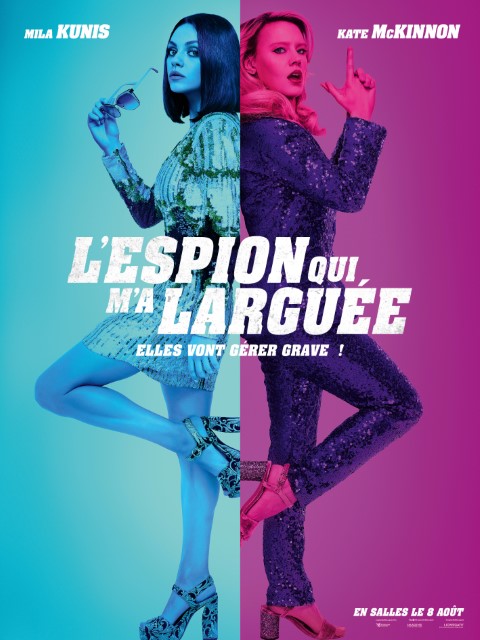 MILA KUNIS
KATE McKINNON
L'ESPION QUI
M'A LARGUÉE
ELLES VONT GÉRER GRAVE !
EN SALLES LE 8 AOÛT